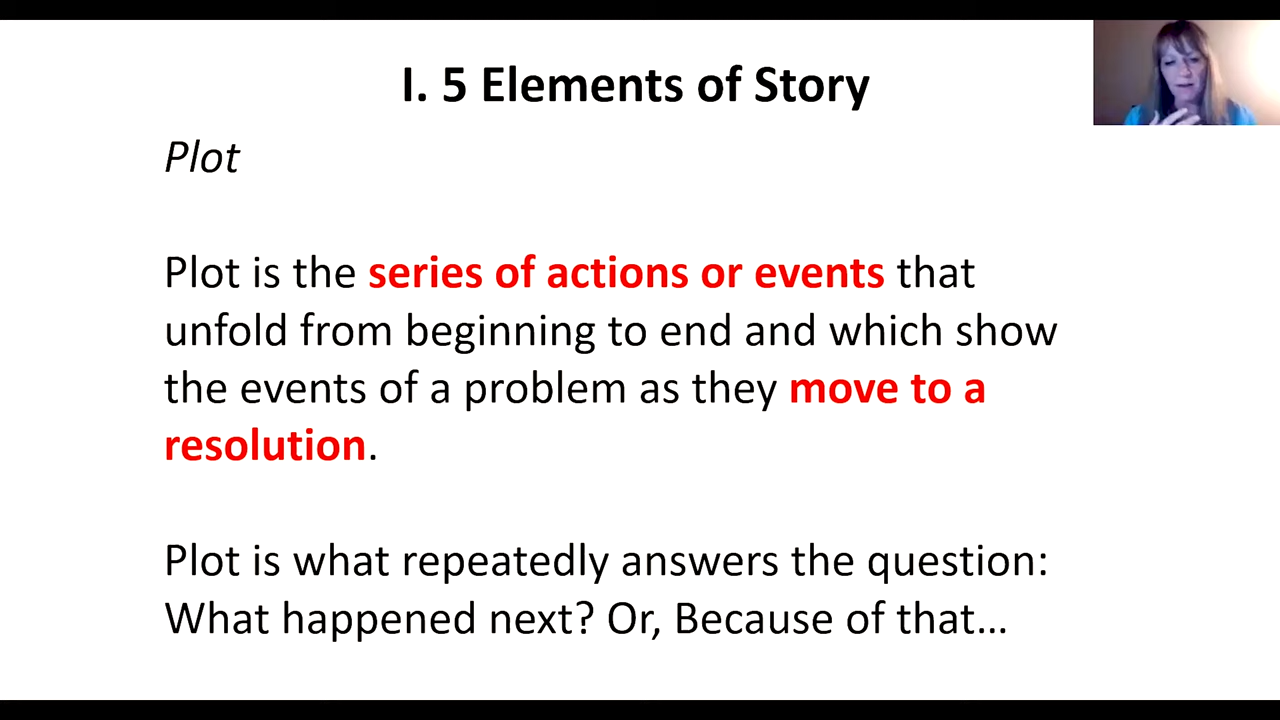 I. 5 Elements of Story
Plot
Plot is the series of actions or events that
unfold from beginning to end and which show
the events of a problem as they move to a
resolution.
Plot is what repeatedly answers the question:
What happened next? Or, Because of that…